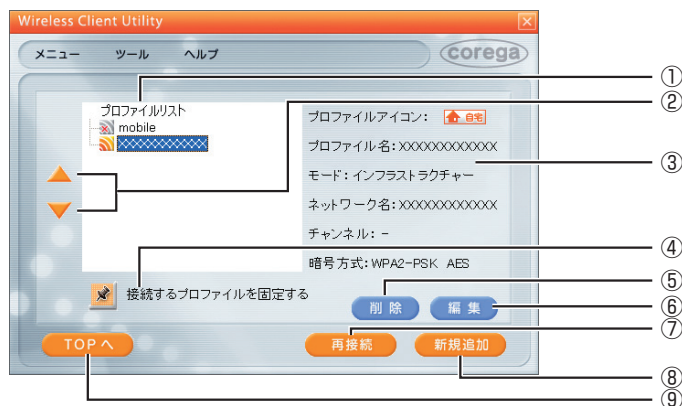 Wireless Client Utility
メニュー ツール ヘルプ
corega
プロファイルリスト
mobile
XXXXXXXXXXXX
プロファイルアイコン: 自宅
プロファイル名:XXXXXXXXXXXX
モード:インフラストラクチャー
ネットワーク名:XXXXXXXXXXXX
チャンネル:-
暗号方式:WPA2-PSK AES
接続するプロファイルを固定する
削除
編集
TOPへ
再接続
新規追加
①
②
③
④
⑤
⑥
⑦
⑧
⑨